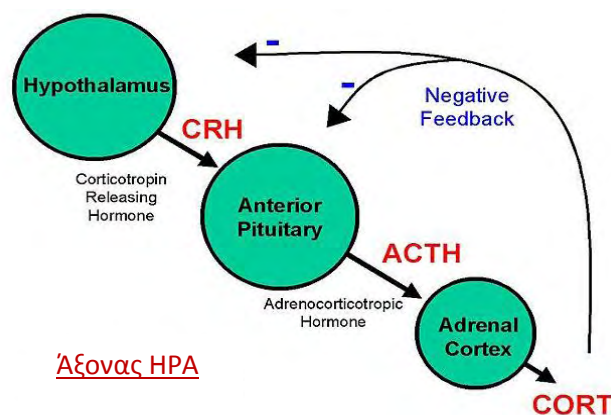 Hypothalamus
-
-
Negative
Feedback
CRH
Corticotropin
Releasing
Hormone
Anterior
Pituitary
ACTH
Adrenocorticotropic
Hormone
Adrenal
Cortex
Άξονας HPA
CORT